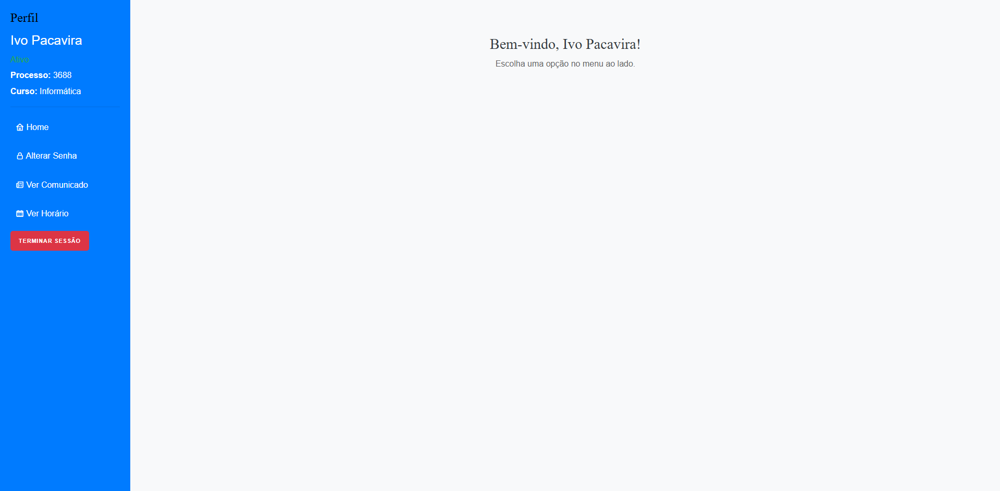 Perfil
Ivo Pacavira
Ativo
Processo: 3688
Curso: Informática
Home
Alterar Senha
Ver Comunicado
Ver Horário
TERMINAR SESSÃO
Bem-vindo, Ivo Pacavira!
Escolha uma opção no menu ao lado.